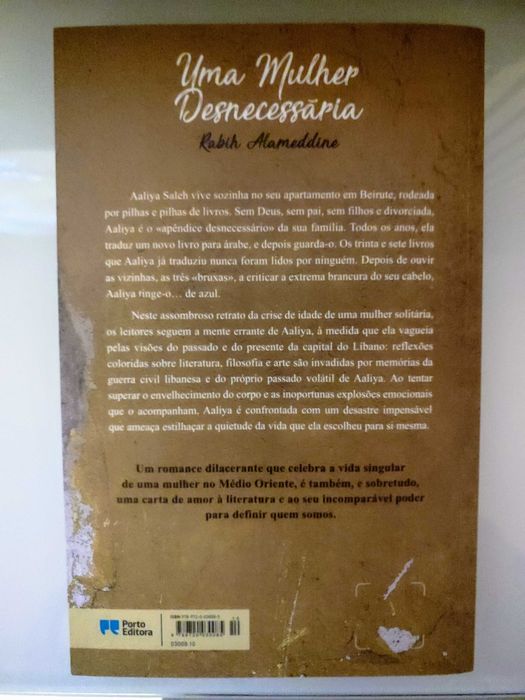 Uma Mulher
Desnecessária
Rabih Alameddine
Aaliya Saleh vive sozinha no seu apartamento em Beirute, rodeada
por pilhas e pilhas de livros. Sem Deus, sem pai, sem filhos e divorciada,
Aaliya é o «apêndice desnecessário» da sua família. Todos os anos, ela
traduz um novo livro para árabe, e depois guarda-o. Os trinta e sete livros
que Aaliya já traduziu nunca foram lidos por ninguém. Depois de ouvir
as vizinhas, as três «bruxas», a criticar a extrema brancura do seu cabelo,
Aaliya tinge-o… de azul.
Neste assombroso retrato da crise de idade de uma mulher solitária,
os leitores seguem a mente errante de Aaliya, à medida que ela vagueia
pelas visões do passado e do presente da capital do Líbano: reflexões
coloridas sobre literatura, filosofia e arte são invadidas por memórias da
guerra civil libanesa e do próprio passado volátil de Aaliya. Ao tentar
superar o envelhecimento do corpo e as inoportunas explosões emocionais
que o acompanham, Aaliya é confrontada com um desastre impensável
que ameaça estilhaçar a quietude da vida que ela escolheu para si mesma.
Um romance dilacerante que celebra a vida singular
de uma mulher no Médio Oriente, é também, e sobretudo,
uma carta de amor à literatura e ao seu incomparável poder
para definir quem somos.
Porto
Editora
ISBN
03069.10